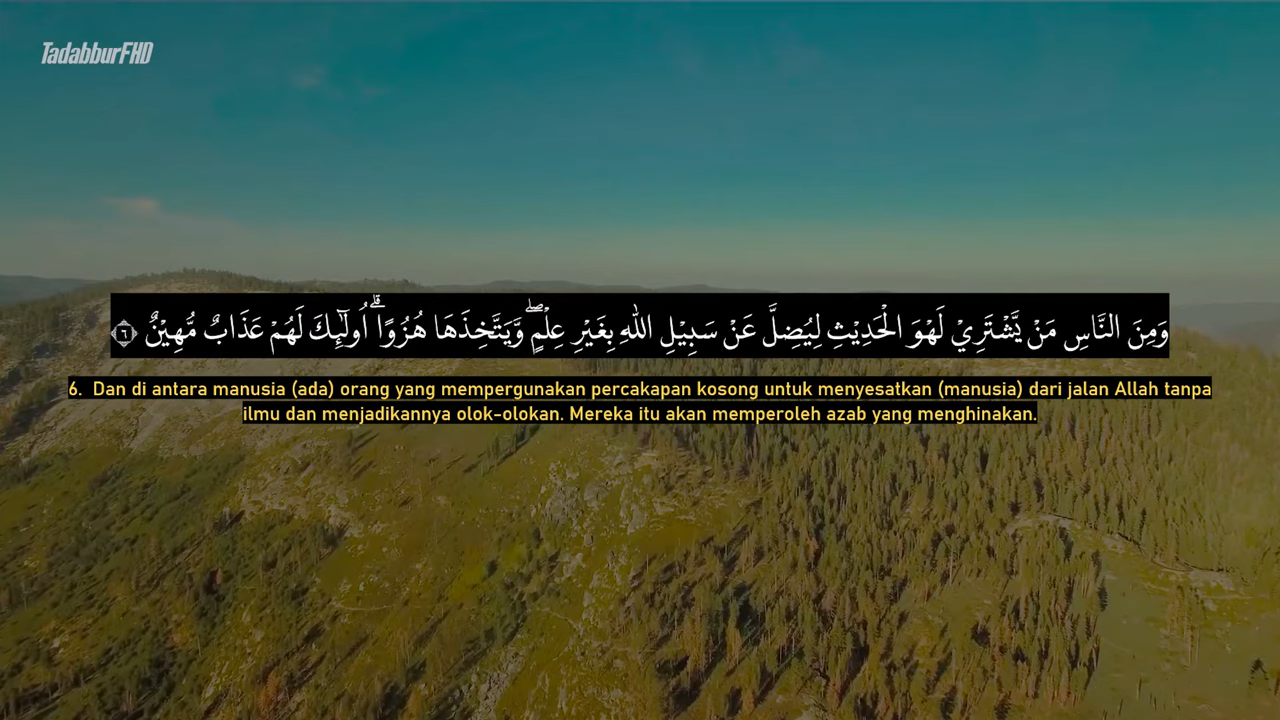 TadabburFHD
وَمِنَ النَّاسِ مَنْ يَّشْتَرِيْ لَهْوَ الْحَدِيْثِ لِيُضِلَّ عَنْ سَبِيْلِ اللّٰهِ بِغَيْرِ عِلْمٍۖ وَّيَتَّخِذَهَا هُزُوًاۗ اُولٰۤىِٕكَ لَهُمْ عَذَابٌ مُّهِيْنٌ ٦
6. Dan di antara manusia (ada) orang yang mempergunakan percakapan kosong untuk menyesatkan (manusia) dari jalan Allah tanpa
ilmu dan menjadikannya olok-olokan. Mereka itu akan memperoleh azab yang menghinakan.